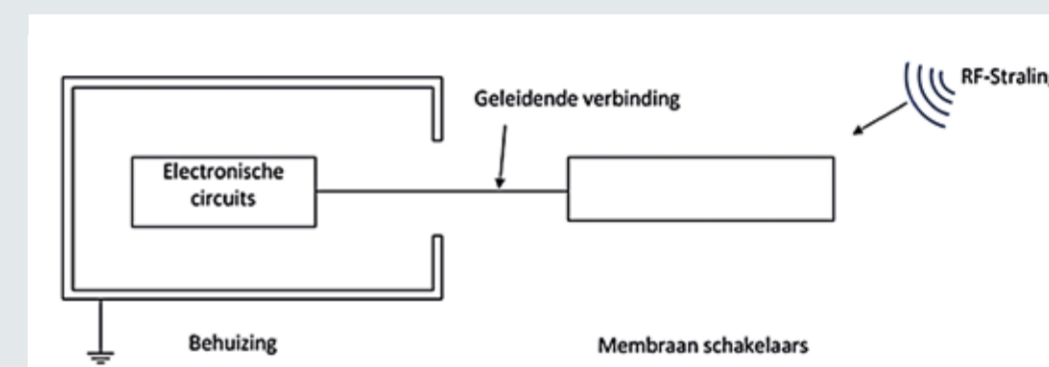 RF-Straling
Geleidende verbinding
Electronische
circuits
Behuizing
Membraan schakelaars